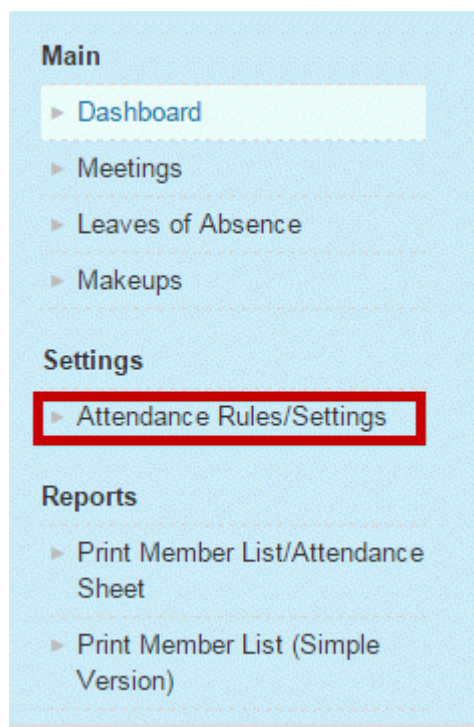 Main
Dashboard
Meetings
Leaves of Absence
Makeups
Settings
Attendance Rules/Settings
Reports
Print Member List/Attendance
Sheet
Print Member List (Simple
Version)